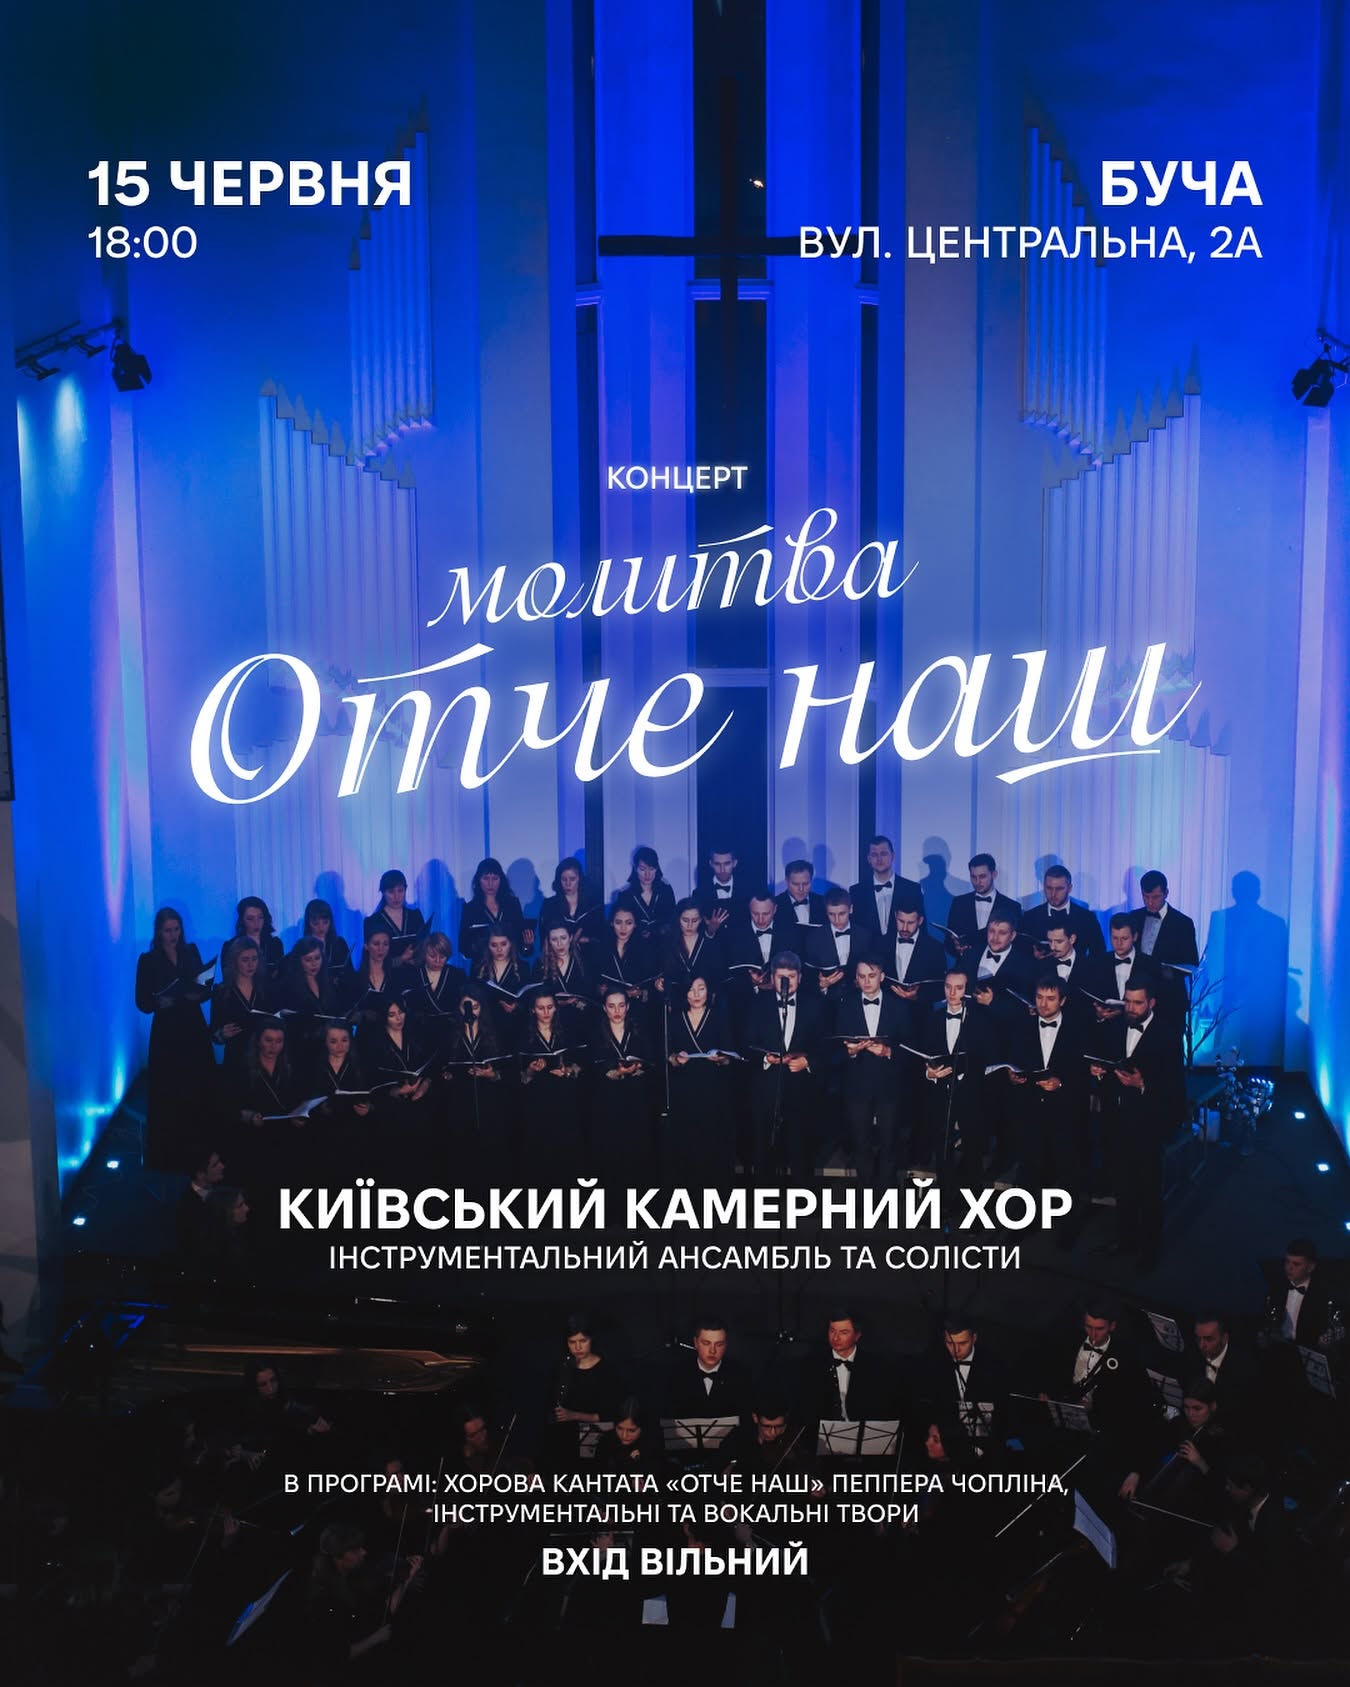 15 ЧЕРВНЯ
18:00
БУЧА
ВУЛ. ЦЕНТРАЛЬНА, 2А
КОНЦЕРТ
молитва
Отче наш
КИЇВСЬКИЙ КАМЕРНИЙ ХОР
ІНСТРУМЕНТАЛЬНИЙ АНСАМБЛЬ ТА СОЛІСТИ
В ПРОГРАМІ: ХОРОВА КАНТАТА «ОТЧЕ НАШ» ПЕППЕРА ЧОПЛІНА,
ІНСТРУМЕНТАЛЬНІ ТА ВОКАЛЬНІ ТВОРИ
ВХІД ВІЛЬНИЙ